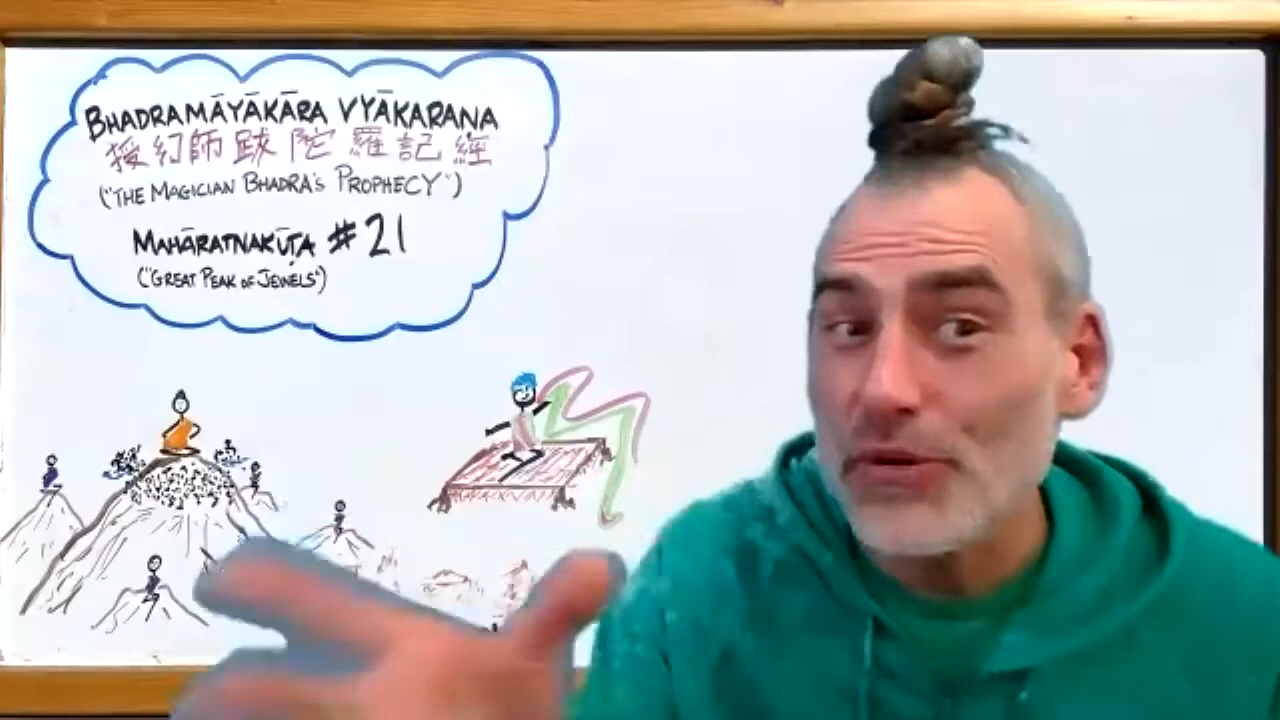 BHADRAMĀYĀKĀRA VYĀKARANA
授幻師跋陀羅記經
("THE MAGICIAN BHADRA'S PROPHECY")
MAHĀRATNAKŪṬA #21
("GREAT PEAK OF JEWELS")